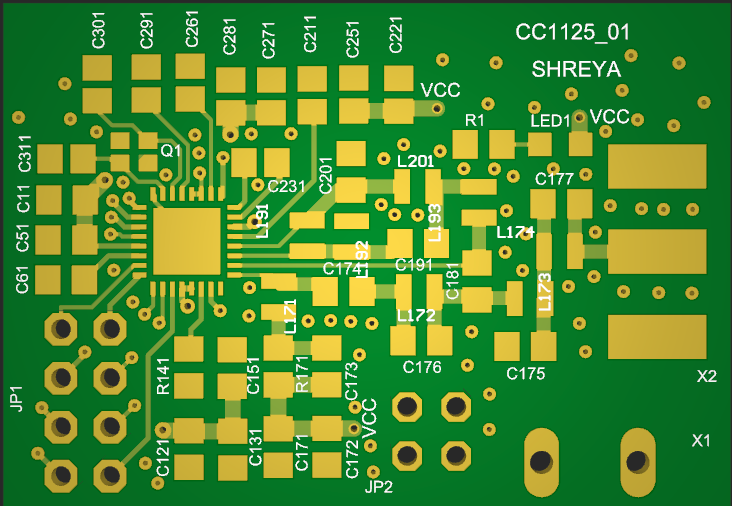 C301
C291
C261
C281
C271
C211
C251
C221
CC1125_01
SHREYA
VCC
R1
LED1
VCC
C311
Q1
C231
C201
L201
C177
C11
L191
L193
L174
C51
C61
C174
L192
C191
C181
L173
L171
L172
R141
C151
R171
C173
C176
C175
X2
JP1
C121
C131
C171
C172
VCC
JP2
X1